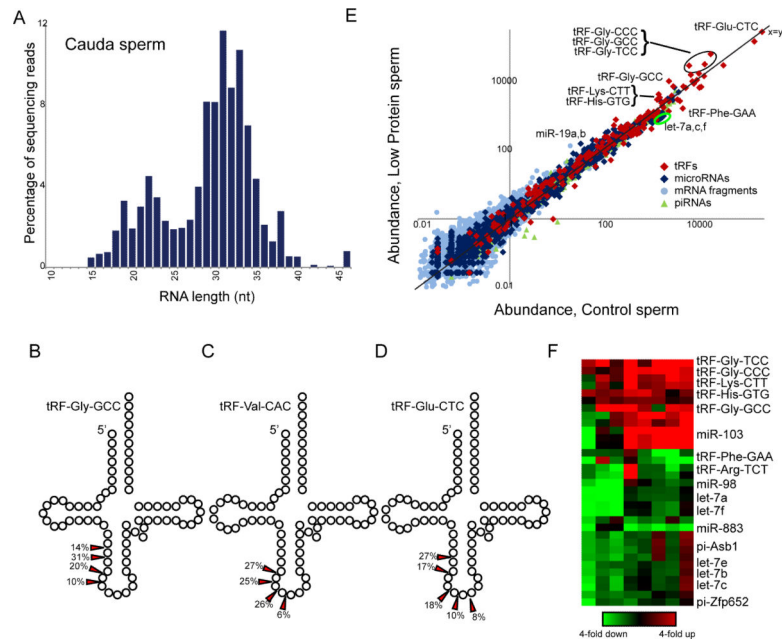 A
Cauda sperm
Percentage of sequencing reads
12
8
4
0
10
15
20
25
30
35
40
45
RNA length (nt)
E
tRF-Gly-CCC
tRF-Gly-GCC
tRF-Gly-TCC
tRF-Glu-CTC
x=y
tRF-Gly-GCC
tRF-Lys-CTT
tRF-His-GTG
tRF-Phe-GAA
let-7a,c,f
miR-19a,b
10000
100
0.01
100
10000
0.01
tRFs
microRNAs
mRNA fragments
piRNAs
Abundance, Low Protein sperm
Abundance, Control sperm
B
tRF-Gly-GCC
5'
14%
31%
20%
10%
C
tRF-Val-CAC
5'
27%
25%
26%
6%
D
tRF-Glu-CTC
5'
27%
17%
18%
10%
8%
F
tRF-Gly-TCC
tRF-Gly-CCC
tRF-Lys-CTT
tRF-His-GTG
tRF-Gly-GCC
miR-103
tRF-Phe-GAA
tRF-Arg-TCT
miR-98
let-7a
let-7f
miR-883
pi-Asb1
let-7e
let-7b
let-7c
pi-Zfp652
4-fold down
4-fold up